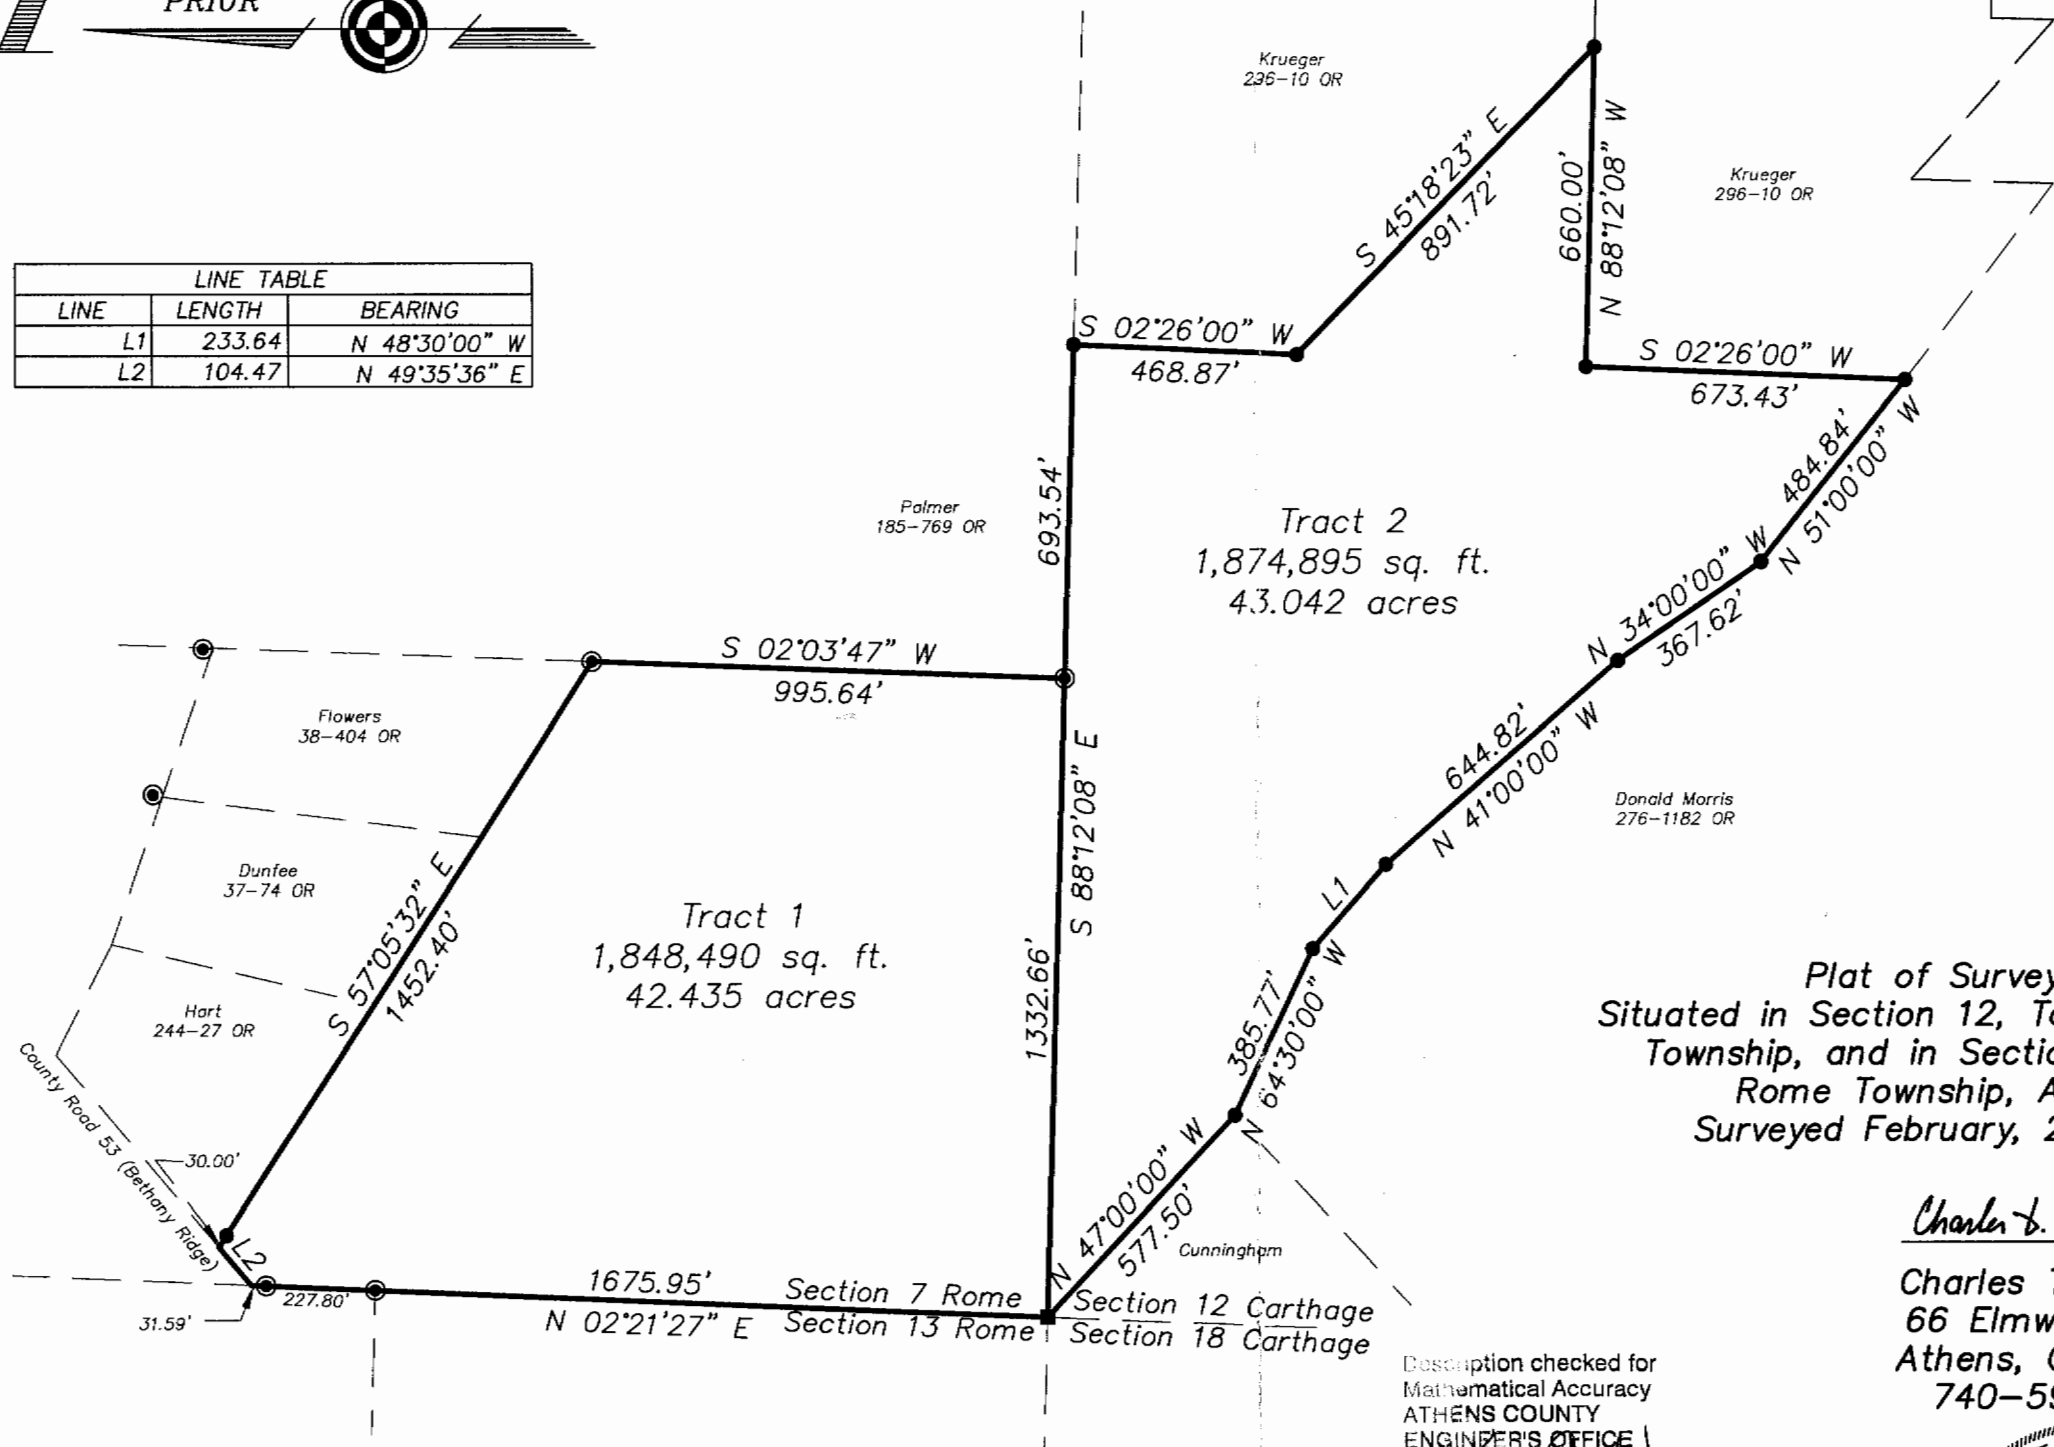 PRIOR
LINE TABLE
LINE LENGTH BEARING
L1 233.64 N 48°30'00" W
L2 104.47 N 49°35'36" E
Krueger
296-10 OR
Krueger
296-10 OR
S 45°18'23" E
891.72'
660.00'
N 88°12'08" W
S 02°26'00" W
468.87'
S 02°26'00" W
673.43'
484.84'
N 51°00'00" W
693.54'
Palmer
185-769 OR
Tract 2
1,874,895 sq. ft.
43.042 acres
N 34°00'00" W
367.62'
S 02°03'47" W
995.64'
Flowers
38-404 OR
644.82'
N 41°00'00" W
Donald Morris
276-1182 OR
S 88°12'08" E
1332.66'
Dunfee
37-74 OR
S 57°05'32" E
1452.40'
Tract 1
1,848,490 sq. ft.
42.435 acres
L1
385.77'
N 64°30'00" W
Hart
244-27 OR
County Road 53 (Bethany Ridge)
30.00'
L2
N 47°00'00" W
577.50'
Cunningham
31.59'
227.80'
1675.95'
N 02°21'27" E
Section 7 Rome
Section 13 Rome
Section 12 Carthage
Section 18 Carthage
Plat of Survey
Situated in Section 12, To
Township, and in Sectio
Rome Township, A
Surveyed February, 2
Charles T.
Charles T
66 Elmw
Athens, O
740-59
Description checked for
Mathematical Accuracy
ATHENS COUNTY
ENGINEER'S OFFICE